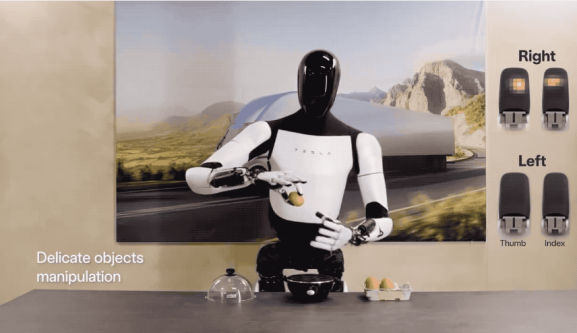 Right
TESLA
Left
Thumb Index
Delicate objects
manipulation